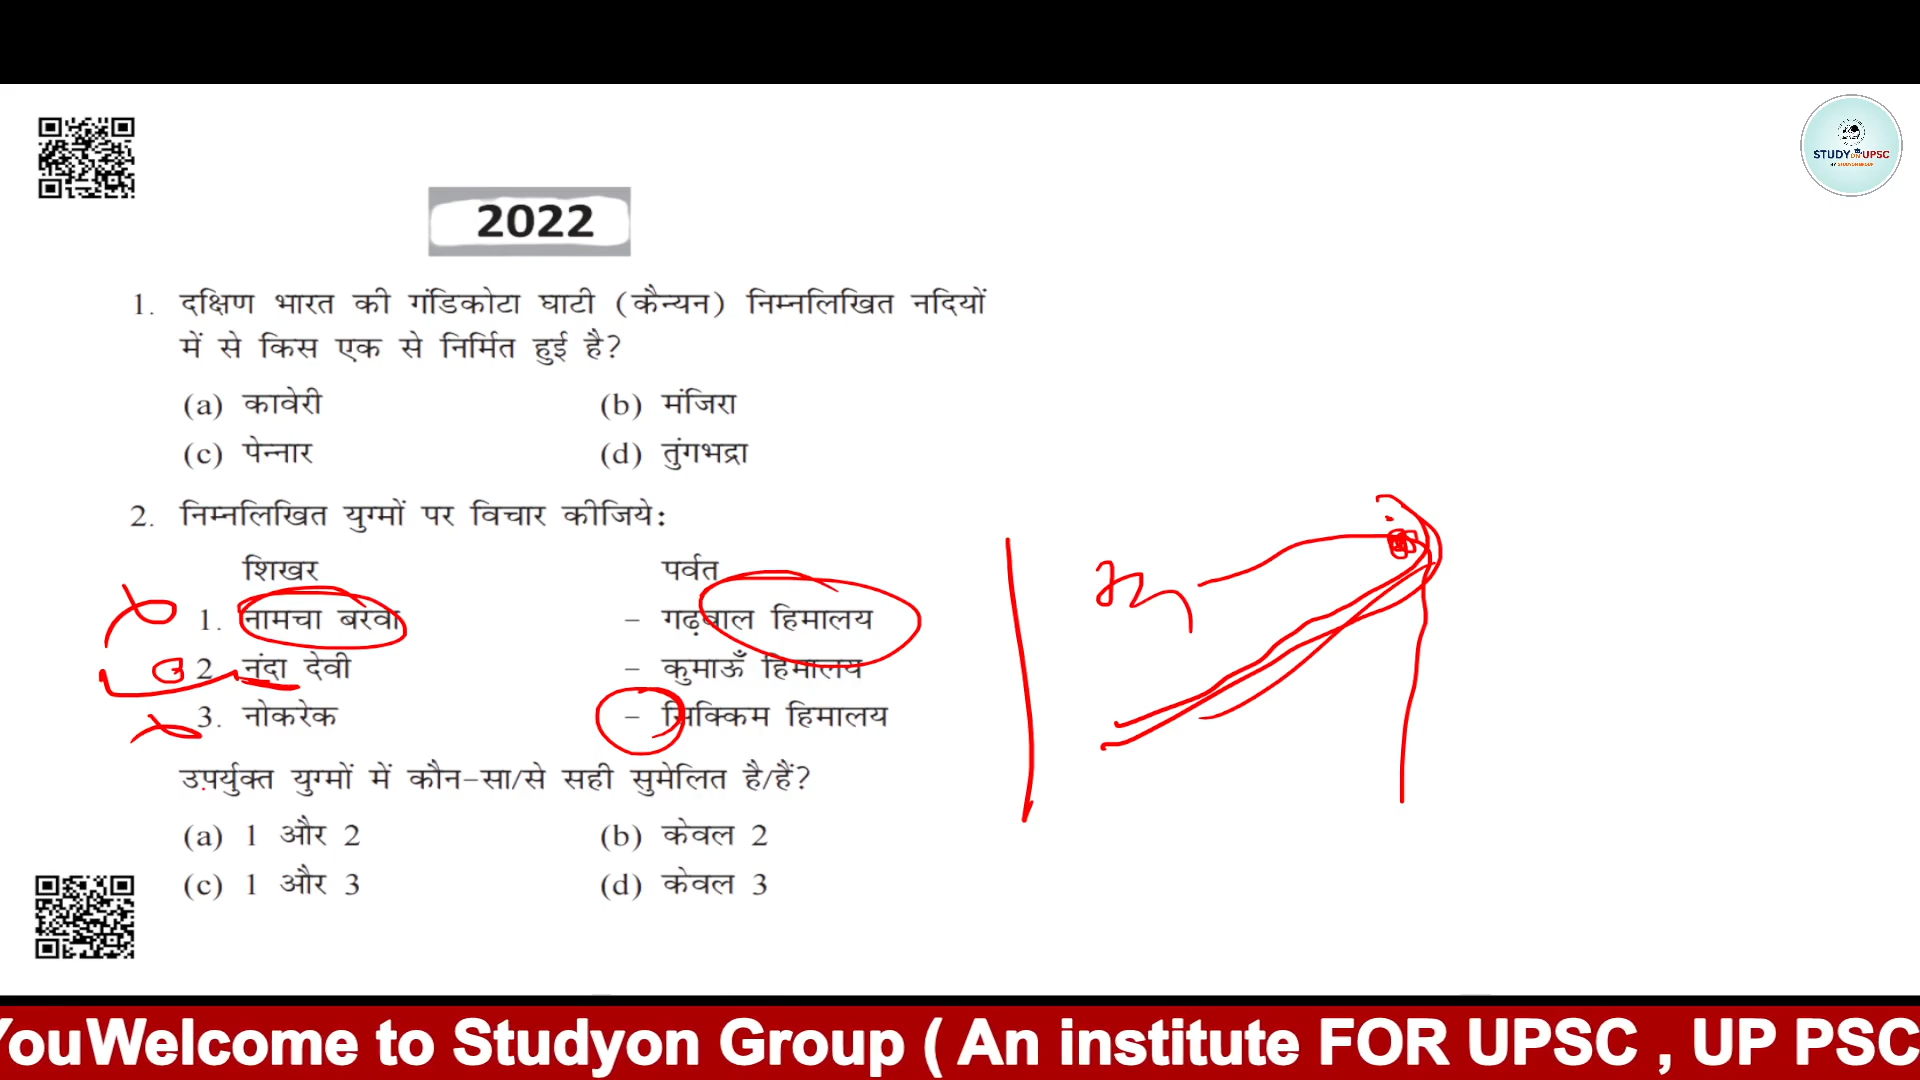 STUDY ON UPSC
2022
1. दक्षिण भारत की गंडिकोटा घाटी (कैन्यन) निम्नलिखित नदियों
में से किस एक से निर्मित हुई है?
(a) कावेरी (b) मंजिरा
(c) पेन्नार (d) तुंगभद्रा
2. निम्नलिखित युग्मों पर विचार कीजिये:
शिखर पर्वत
1. नामचा बरवा – गढ़वाल हिमालय
2 नंदा देवी – कुमाऊँ हिमालय
3. नोकरेक – सिक्किम हिमालय
उपर्युक्त युग्मों में कौन-सा/से सही सुमेलित है/हैं?
(a) 1 और 2 (b) केवल 2
(c) 1 और 3 (d) केवल 3
YouWelcome to Studyon Group ( An institute FOR UPSC , UP PSC